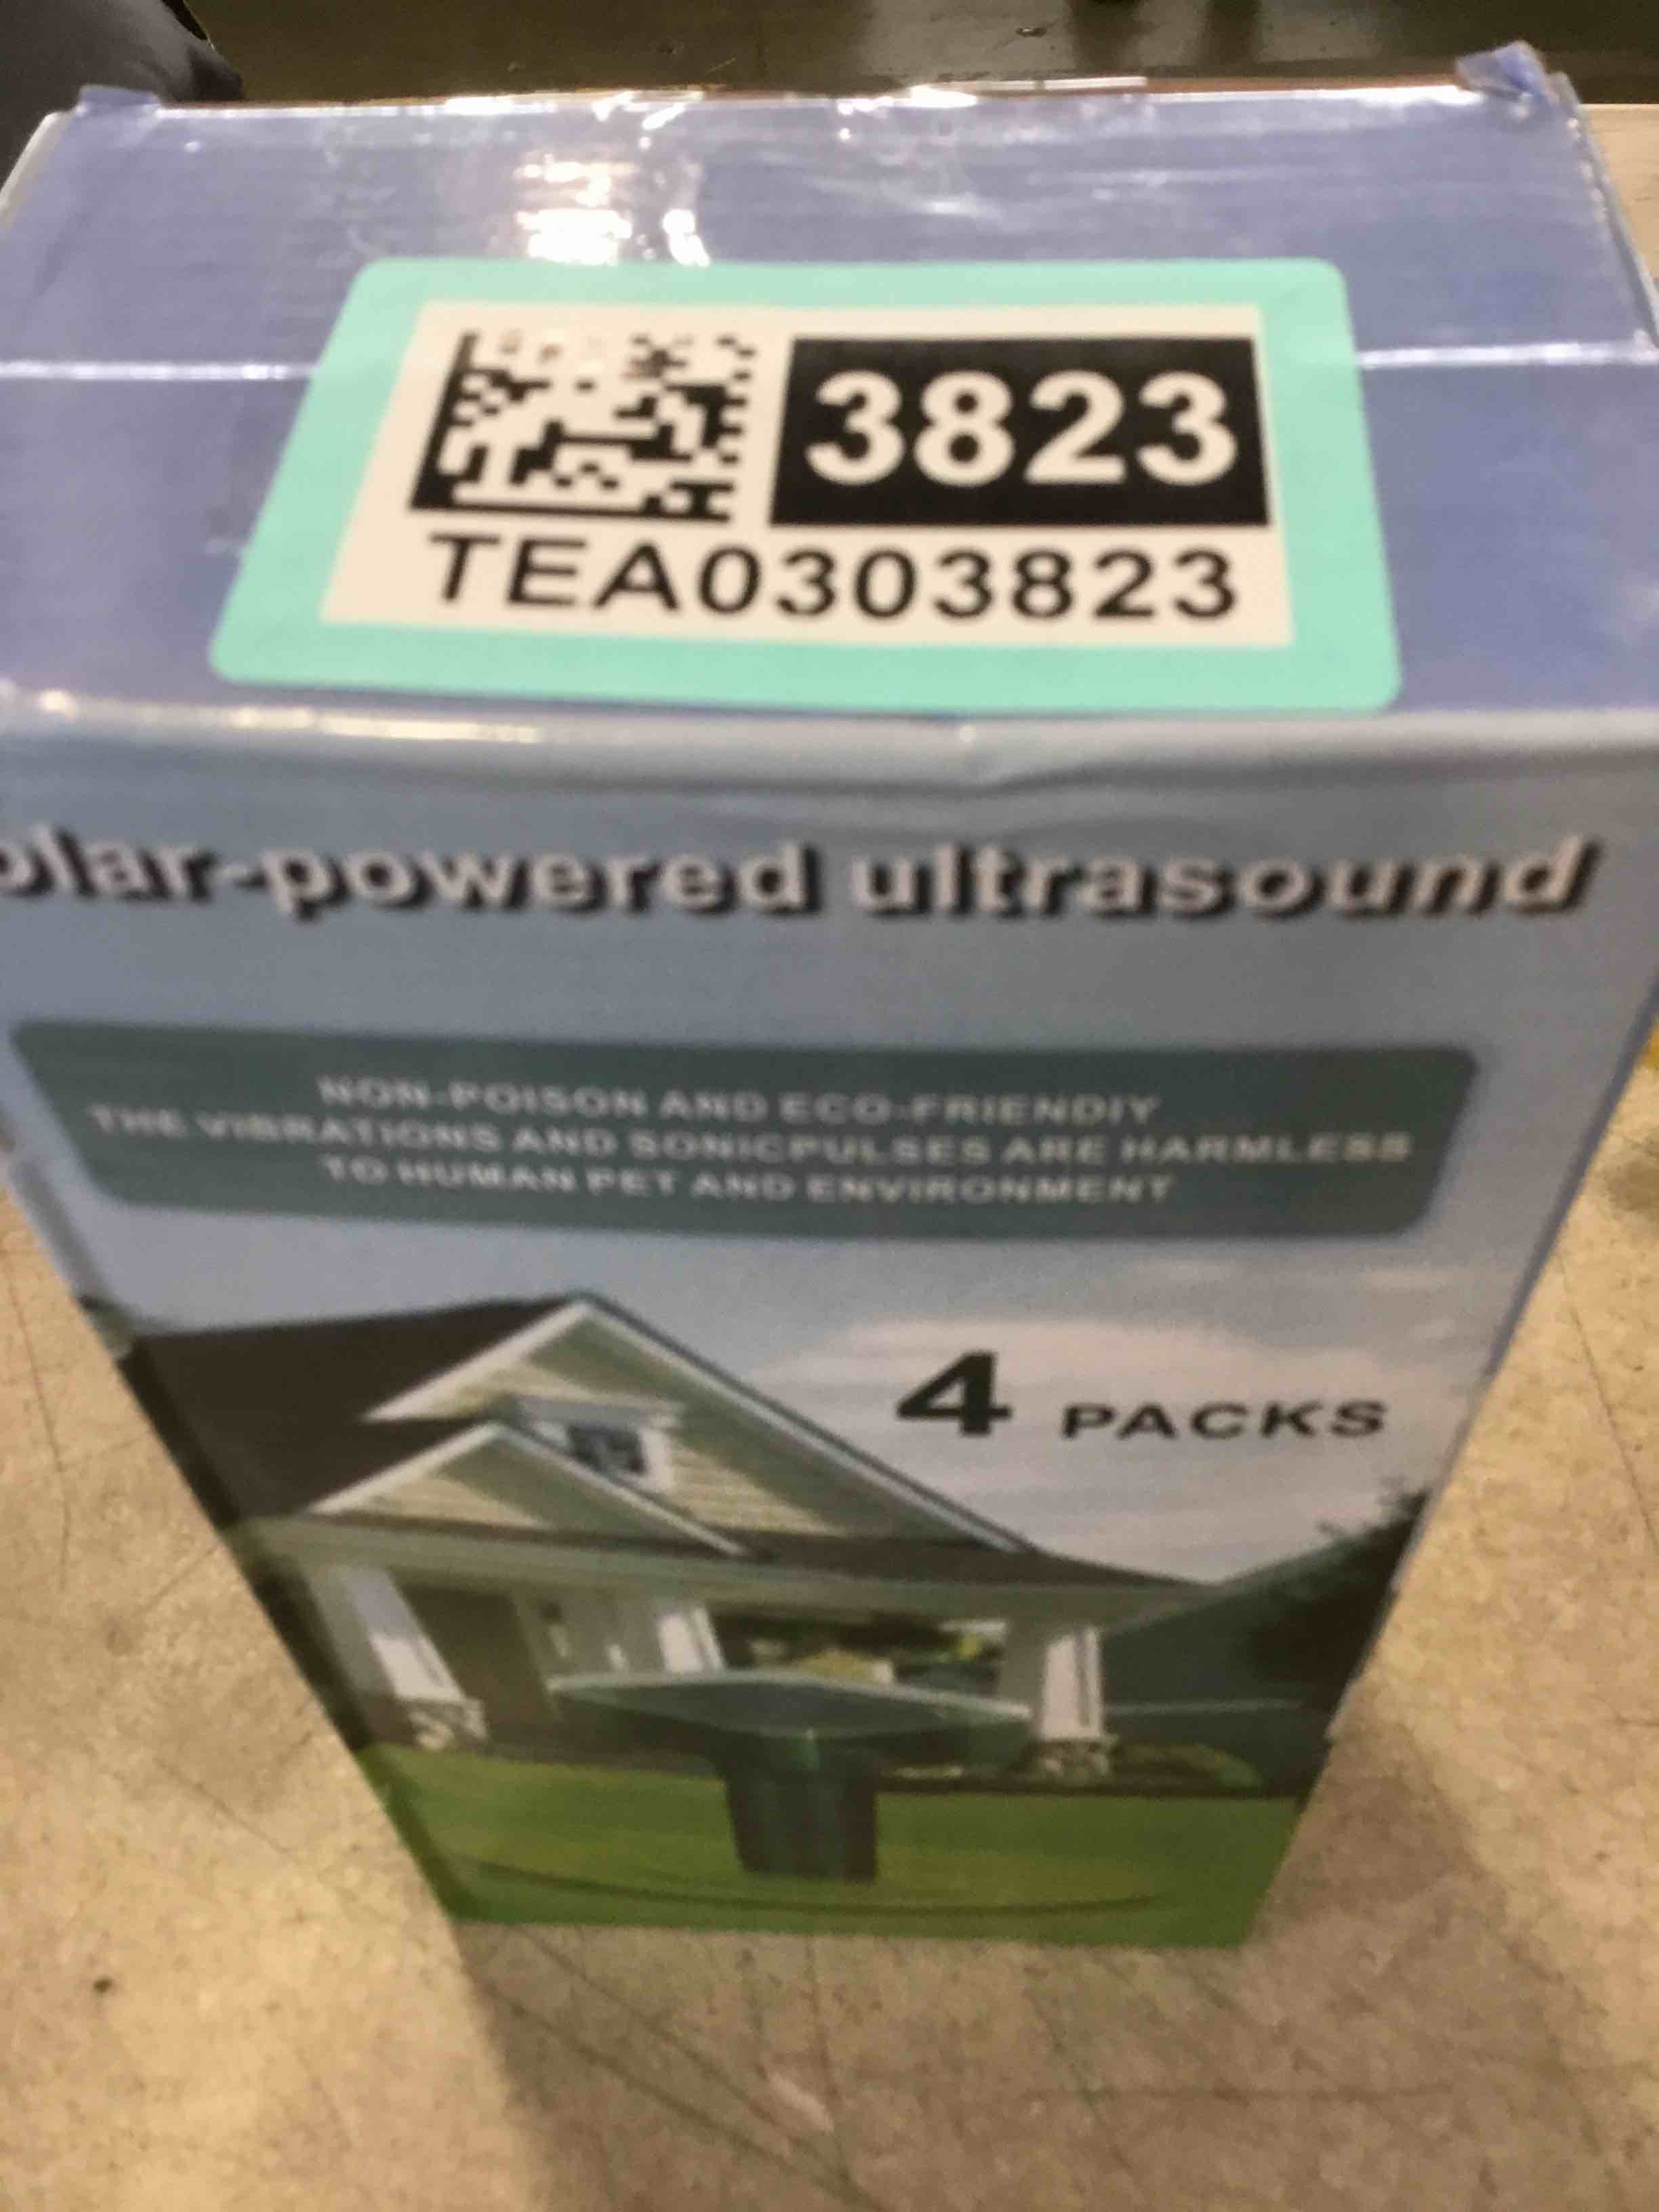 3823
TEA0303823
olar-powered ultrasound
NON-POISON AND ECO-FRIENDIY
THE VIBRATIONS AND SONICPULSES ARE HARMLESS
TO HUMAN PET AND ENVIRONMENT
4 PACKS